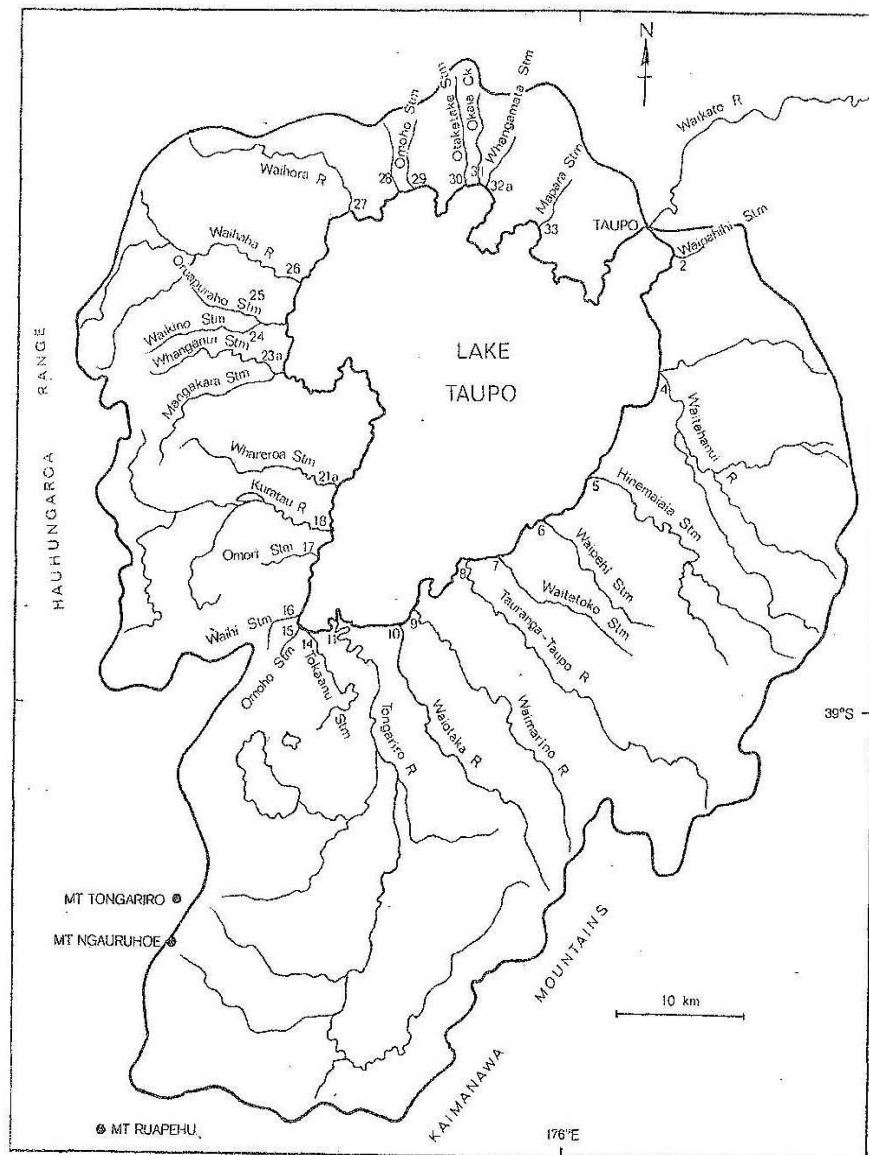 N
Waikato R
Otaketake Stm
Okaia Ck
Whangamata Stm
Omoho Stm
Waihora R
Mapara Stm
28
29
30
31
32a
27
33
TAUPO
Waipehihi Stm
2
Waihaha R
26
Oruapuraho Stm
25
Waikino Stm
24
Whanganui Stm
23a
Mangakara Stm
LAKE
TAUPO
4
Waitahanui R
HAUHUNGAROA RANGE
Whareroa Stm
21a
Kuratau R
18
Omori Stm
17
5
Hinemaiaia Stm
6
Waipehi Stm
7
Waitetoko Stm
8
Tauranga-Taupo R
Waihi Stm
16
15
14
11
10
9
Omoho Stm
Tokaanu Stm
Tongariro R
Waiotaka R
Waimarino R
39°S
MT TONGARIRO
MT NGAURUHOE
KAIMANAWA MOUNTAINS
10 km
MT RUAPEHU
176°E